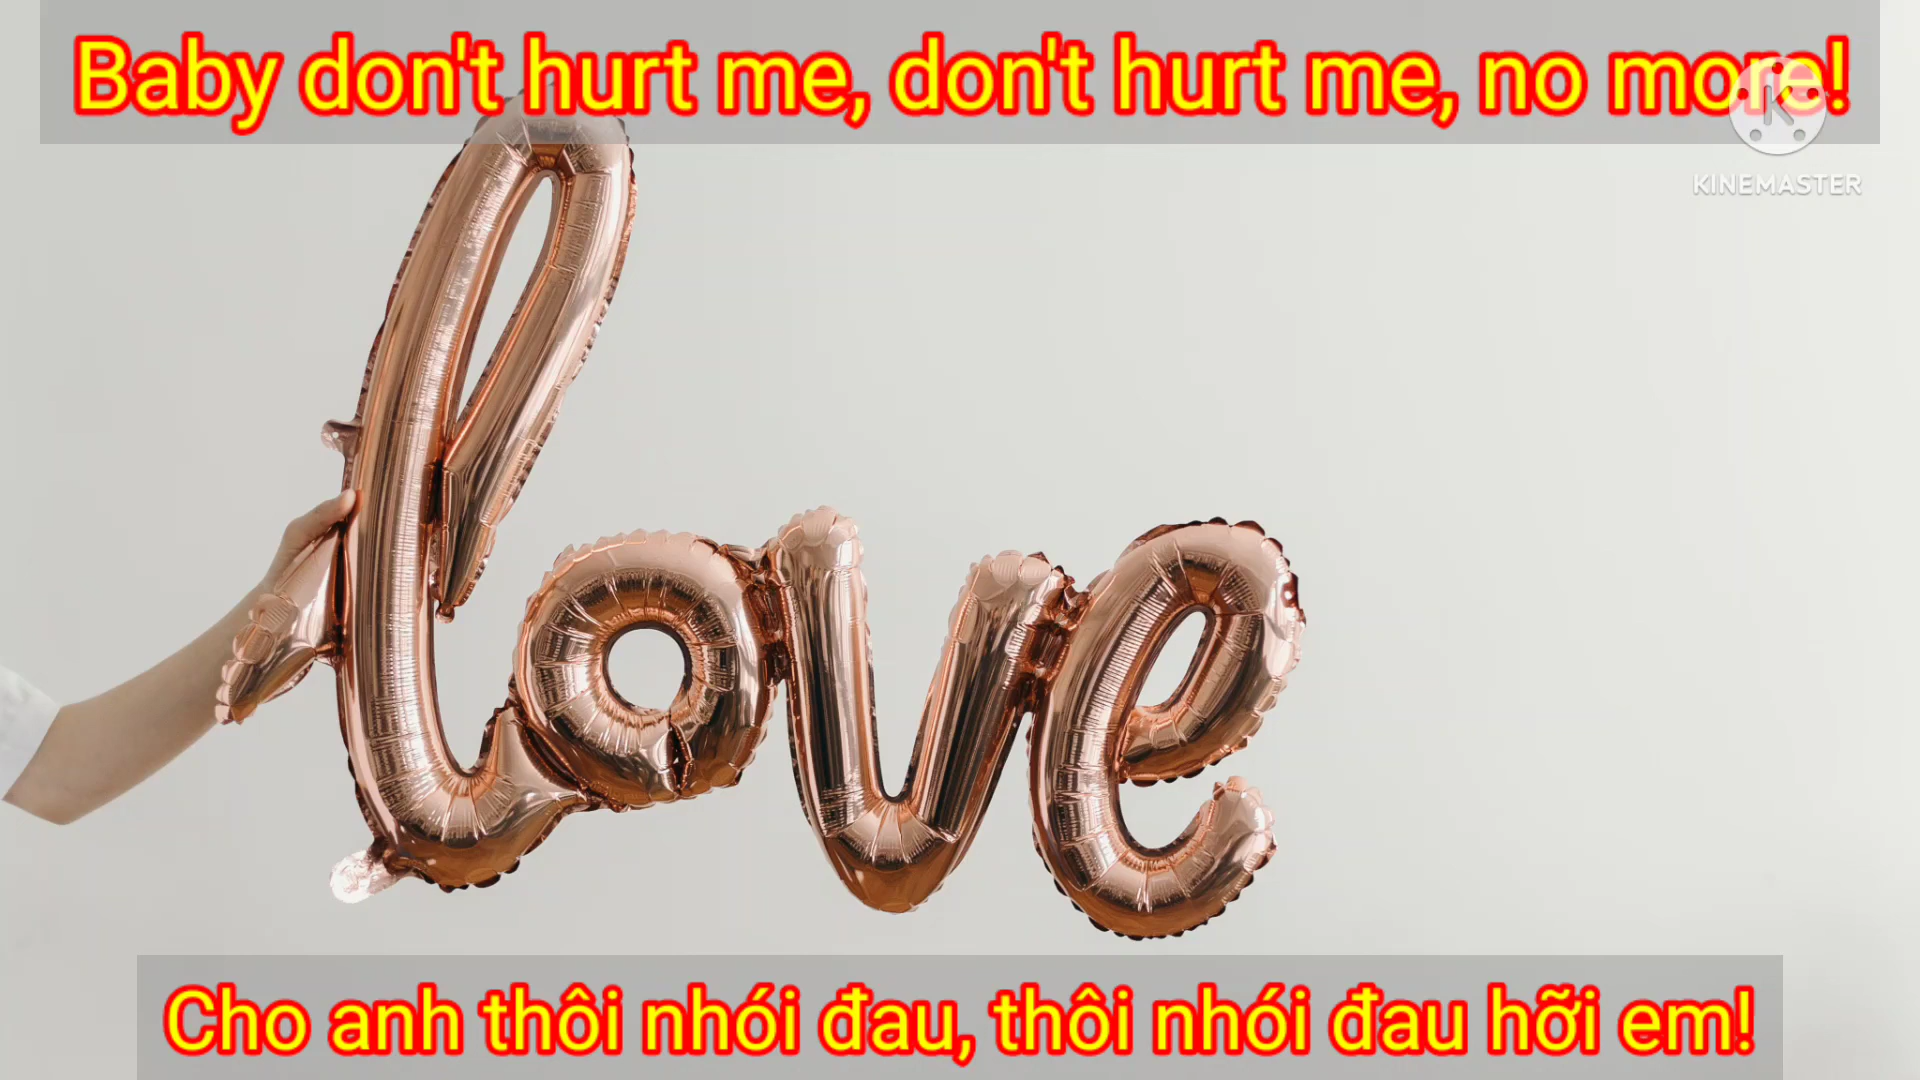 Baby don't hurt me, don't hurt me, no more!
K
KINEMASTER
love
Cho anh thôi nhói đau, thôi nhói đau hỡi em!